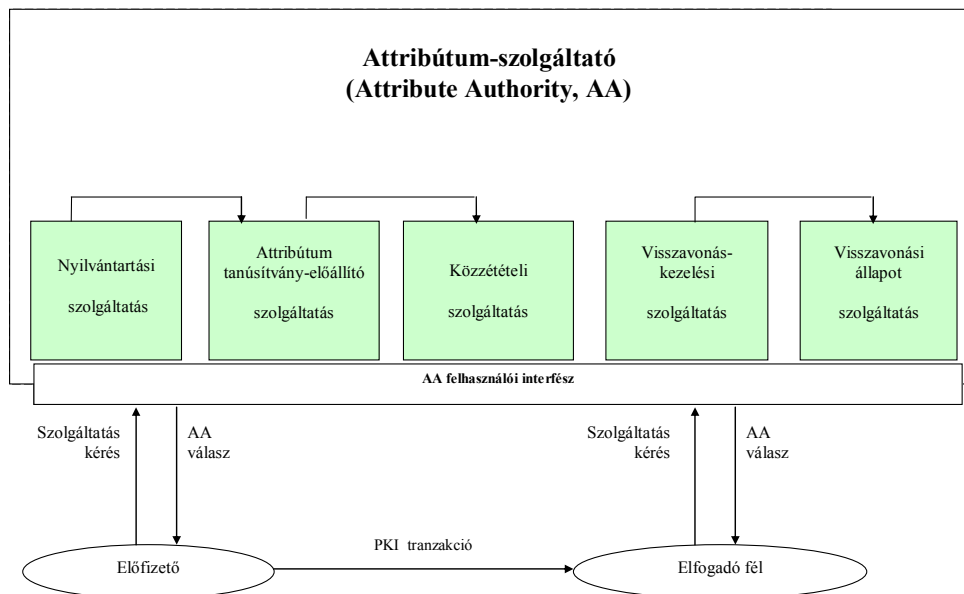 Attribútum-szolgáltató
(Attribute Authority, AA)
Nyilvántartási
szolgáltatás
Attribútum
tanúsítvány-előállító
szolgáltatás
Közzétételi
szolgáltatás
Visszavonás-
kezelési
szolgáltatás
Visszavonási
állapot
szolgáltatás
AA felhasználói interfész
Szolgáltatás
kérés
AA
válasz
Szolgáltatás
kérés
AA
válasz
PKI tranzakció
Előfizető
Elfogadó fél